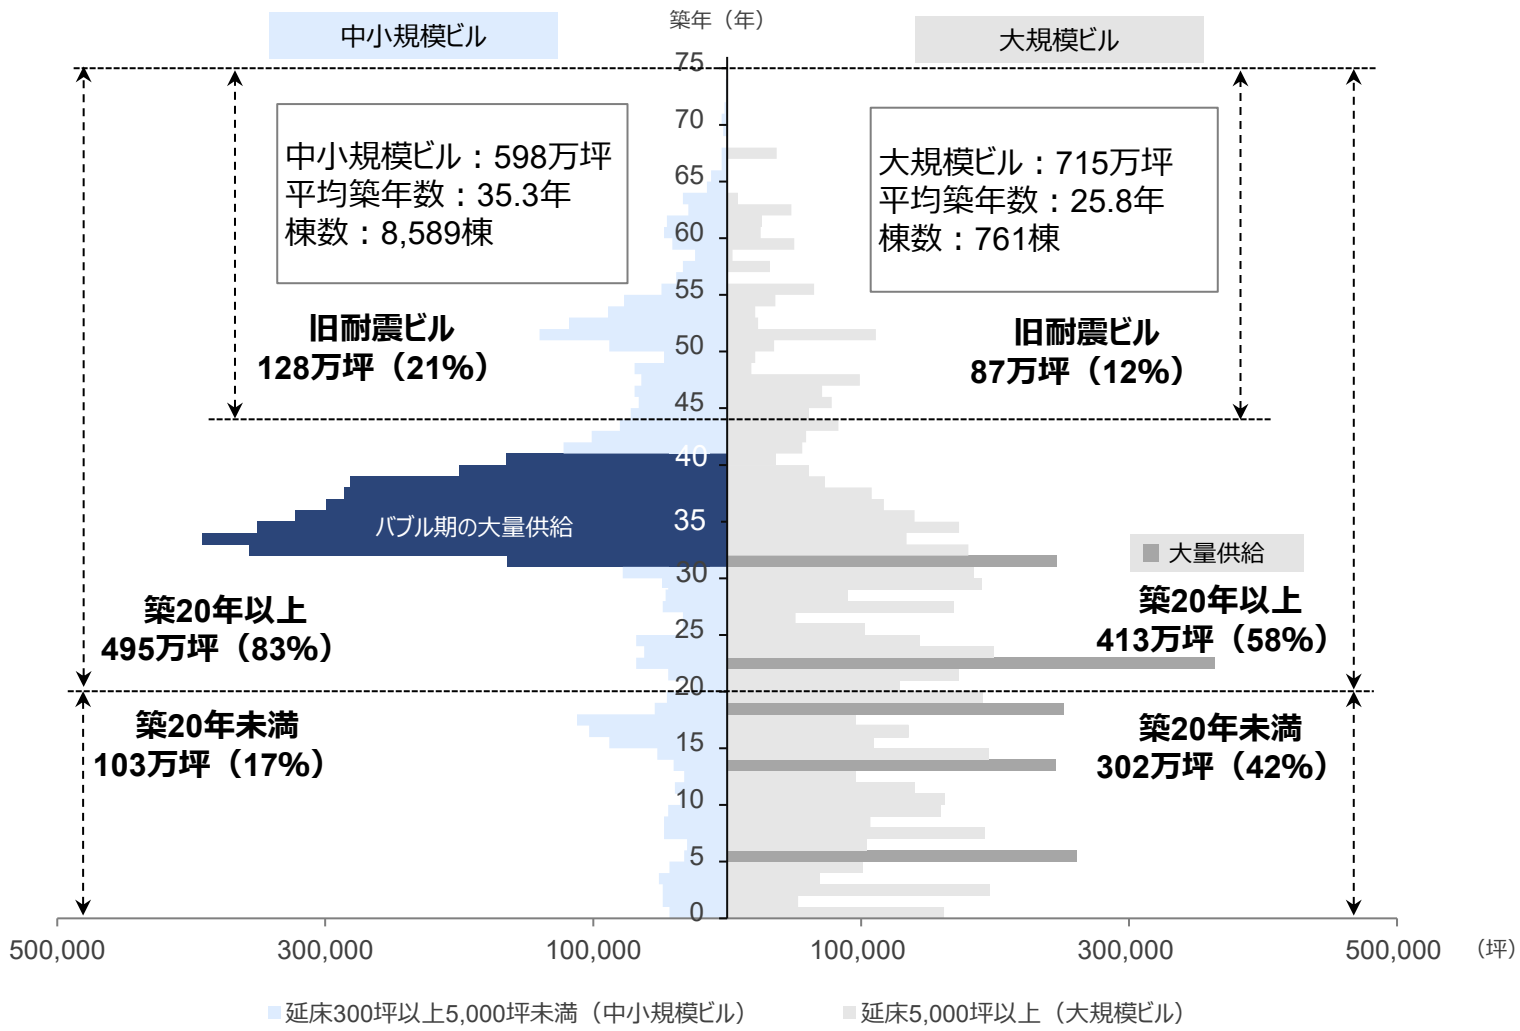 築年（年）
中小規模ビル
大規模ビル
75
70
65
60
55
50
45
40
35
30
25
20
15
10
5
0
中小規模ビル：598万坪
平均築年数：35.3年
棟数：8,589棟
大規模ビル：715万坪
平均築年数：25.8年
棟数：761棟
旧耐震ビル
128万坪（21%）
旧耐震ビル
87万坪（12%）
バブル期の大量供給
大量供給
築20年以上
495万坪（83%）
築20年以上
413万坪（58%）
築20年未満
103万坪（17%）
築20年未満
302万坪（42%）
500,000
300,000
100,000
100,000
300,000
500,000
（坪）
延床300坪以上5,000坪未満（中小規模ビル）
延床5,000坪以上（大規模ビル）